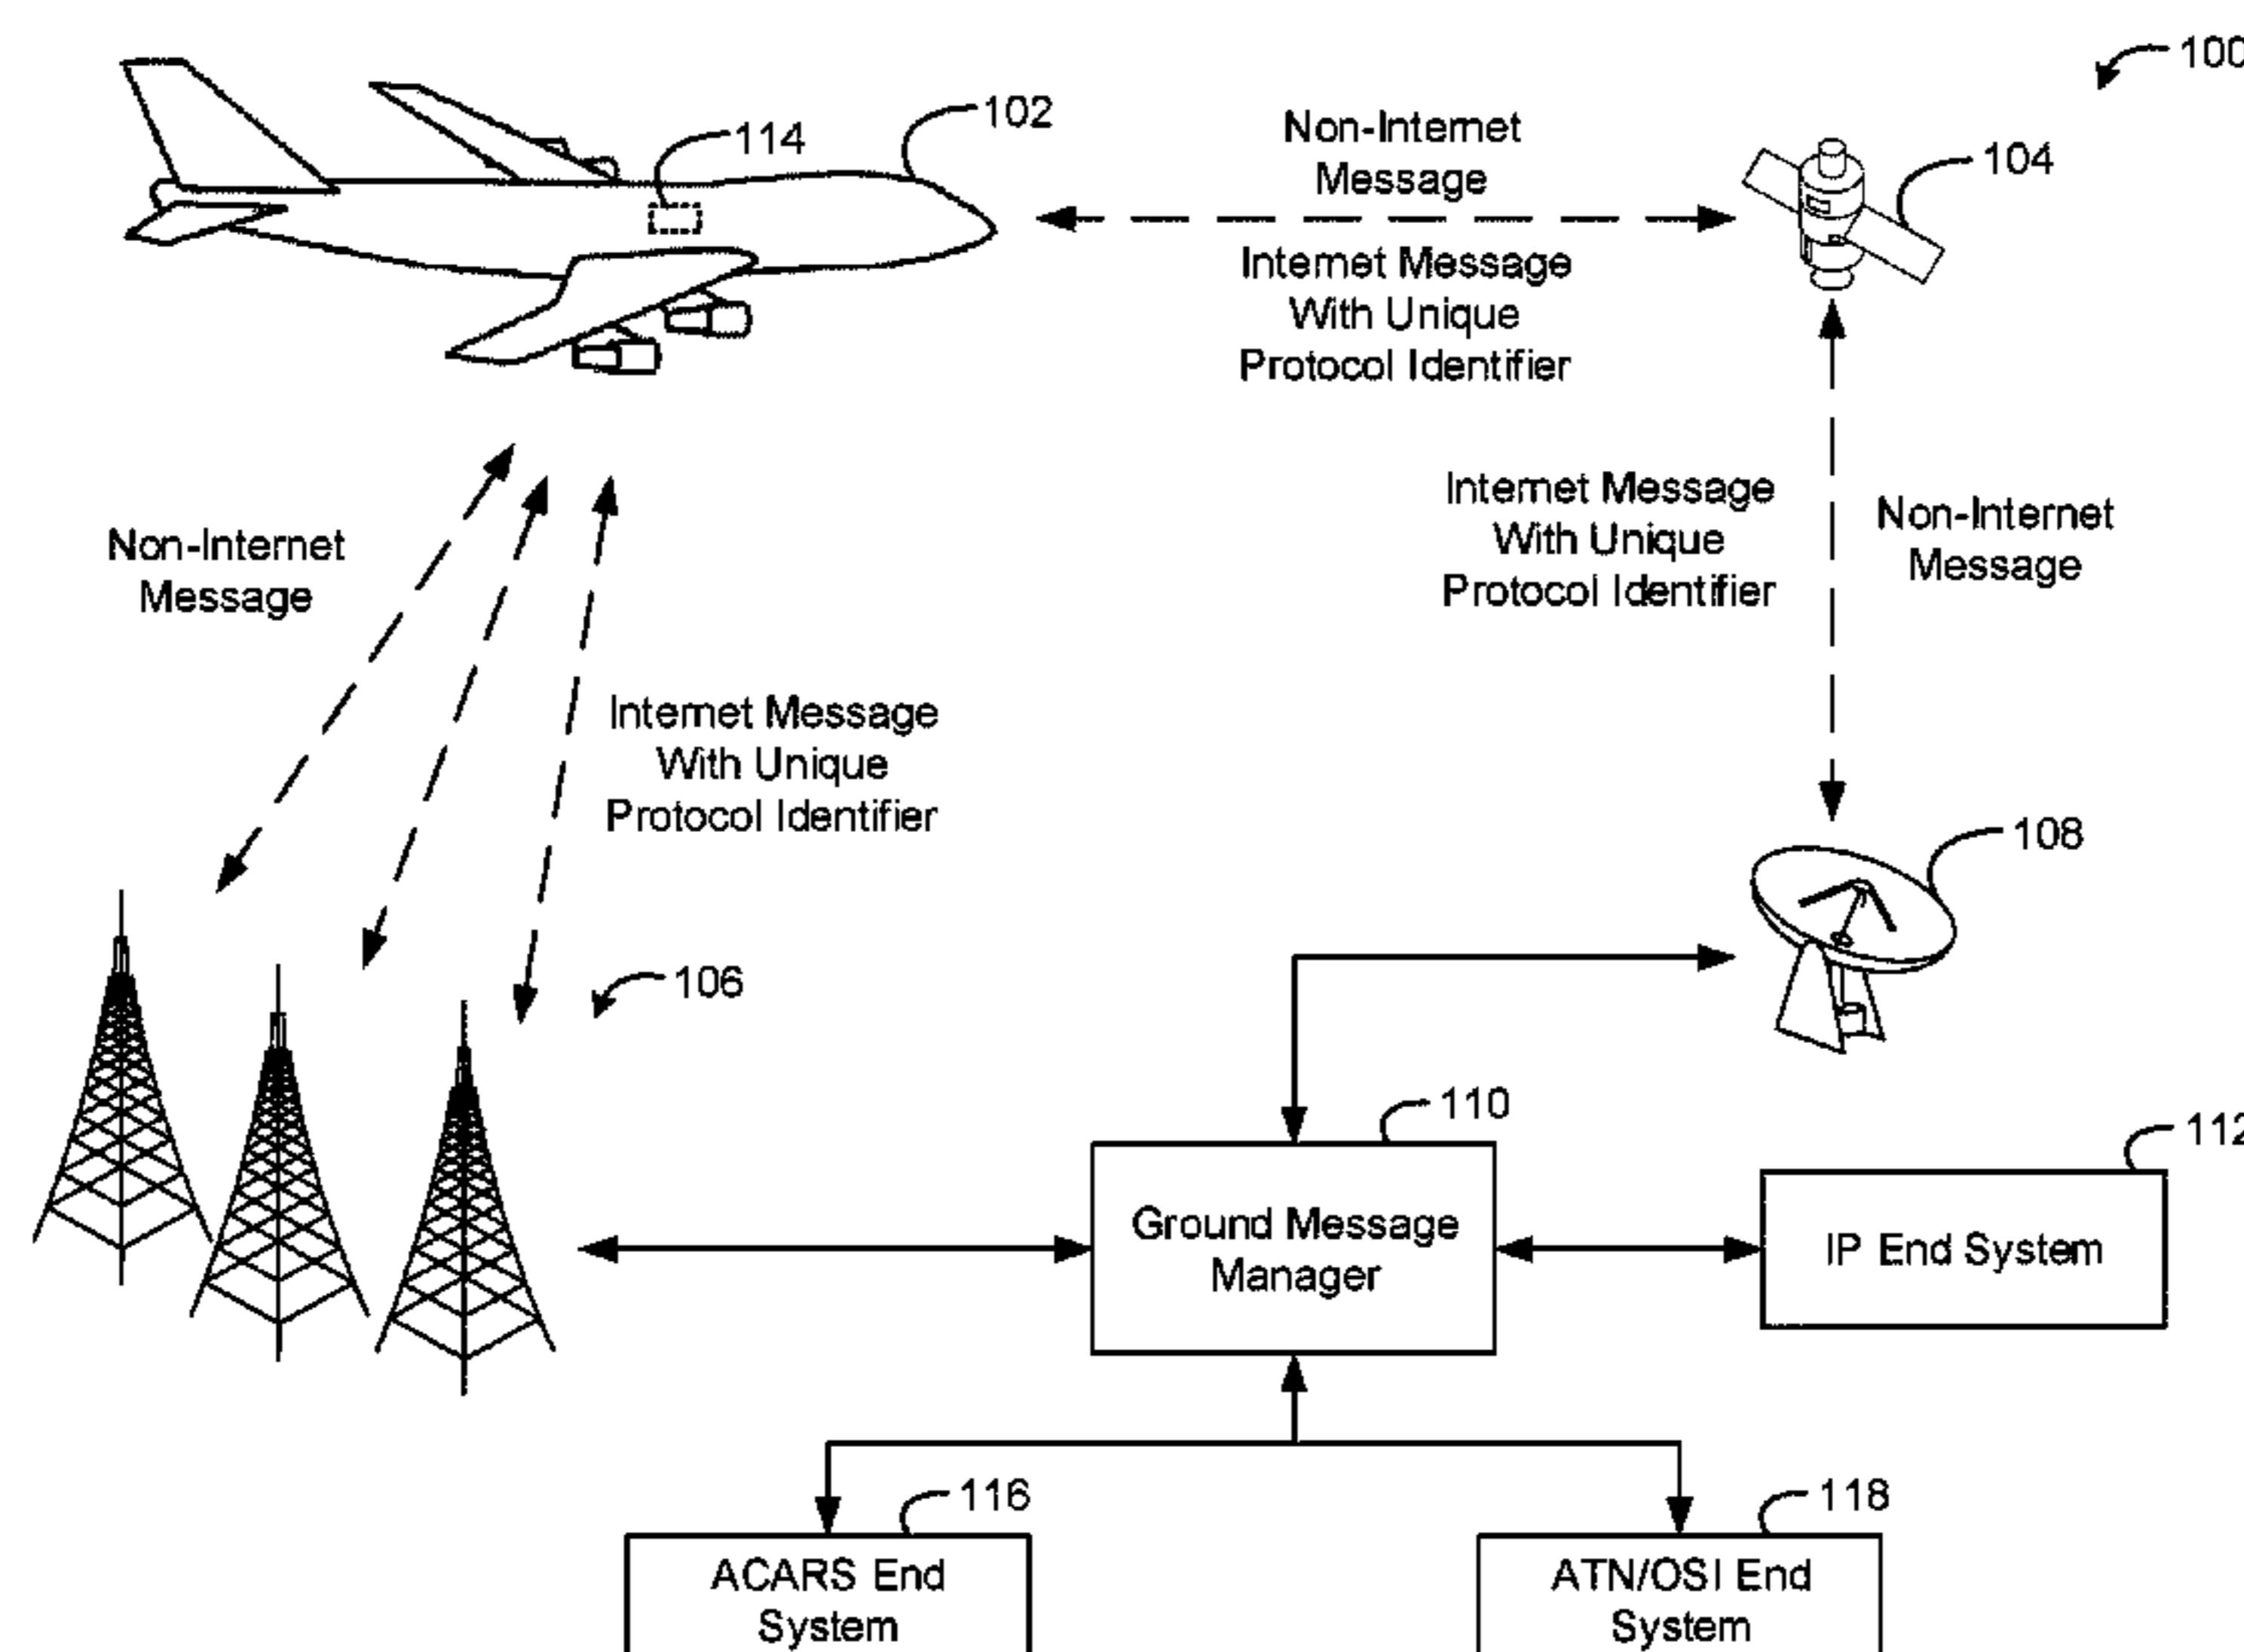 100
102
114
Non-Internet
Message
104
Internet Message
With Unique
Protocol Identifier
Internet Message
With Unique
Protocol Identifier
Non-Internet
Message
Non-Internet
Message
Internet Message
With Unique
Protocol Identifier
108
106
110
112
Ground Message
Manager
IP End System
116
118
ACARS End
System
ATN/OSI End
System